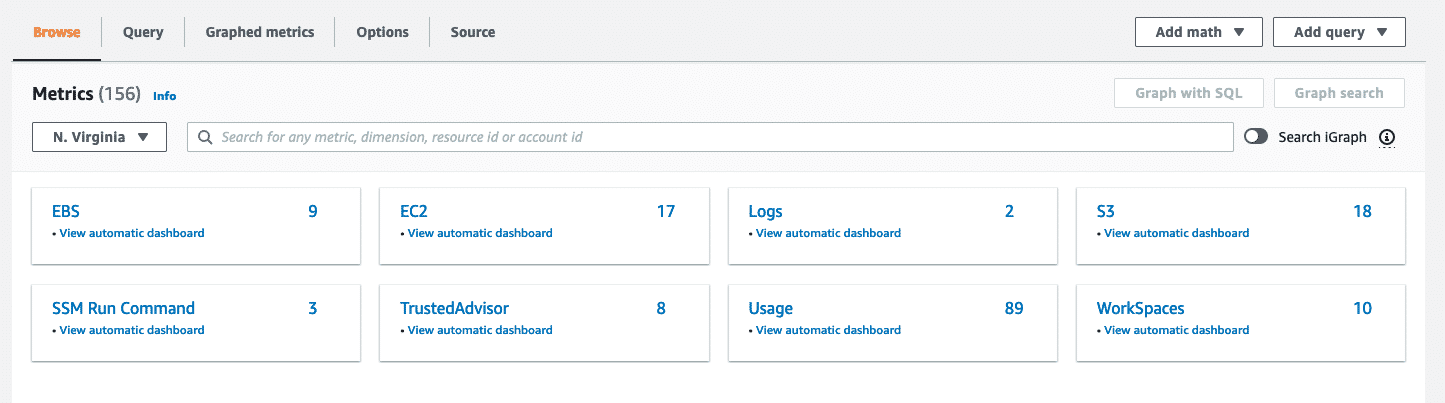 Browse Query Graphed metrics Options Source Add math ▼ Add query ▼
Metrics (156) Info Graph with SQL Graph search
N. Virginia ▼ Search for any metric, dimension, resource id or account id Search iGraph
EBS 9 EC2 17 Logs 2 S3 18
• View automatic dashboard • View automatic dashboard • View automatic dashboard • View automatic dashboard
SSM Run Command 3 TrustedAdvisor 8 Usage 89 WorkSpaces 10
• View automatic dashboard • View automatic dashboard • View automatic dashboard • View automatic dashboard